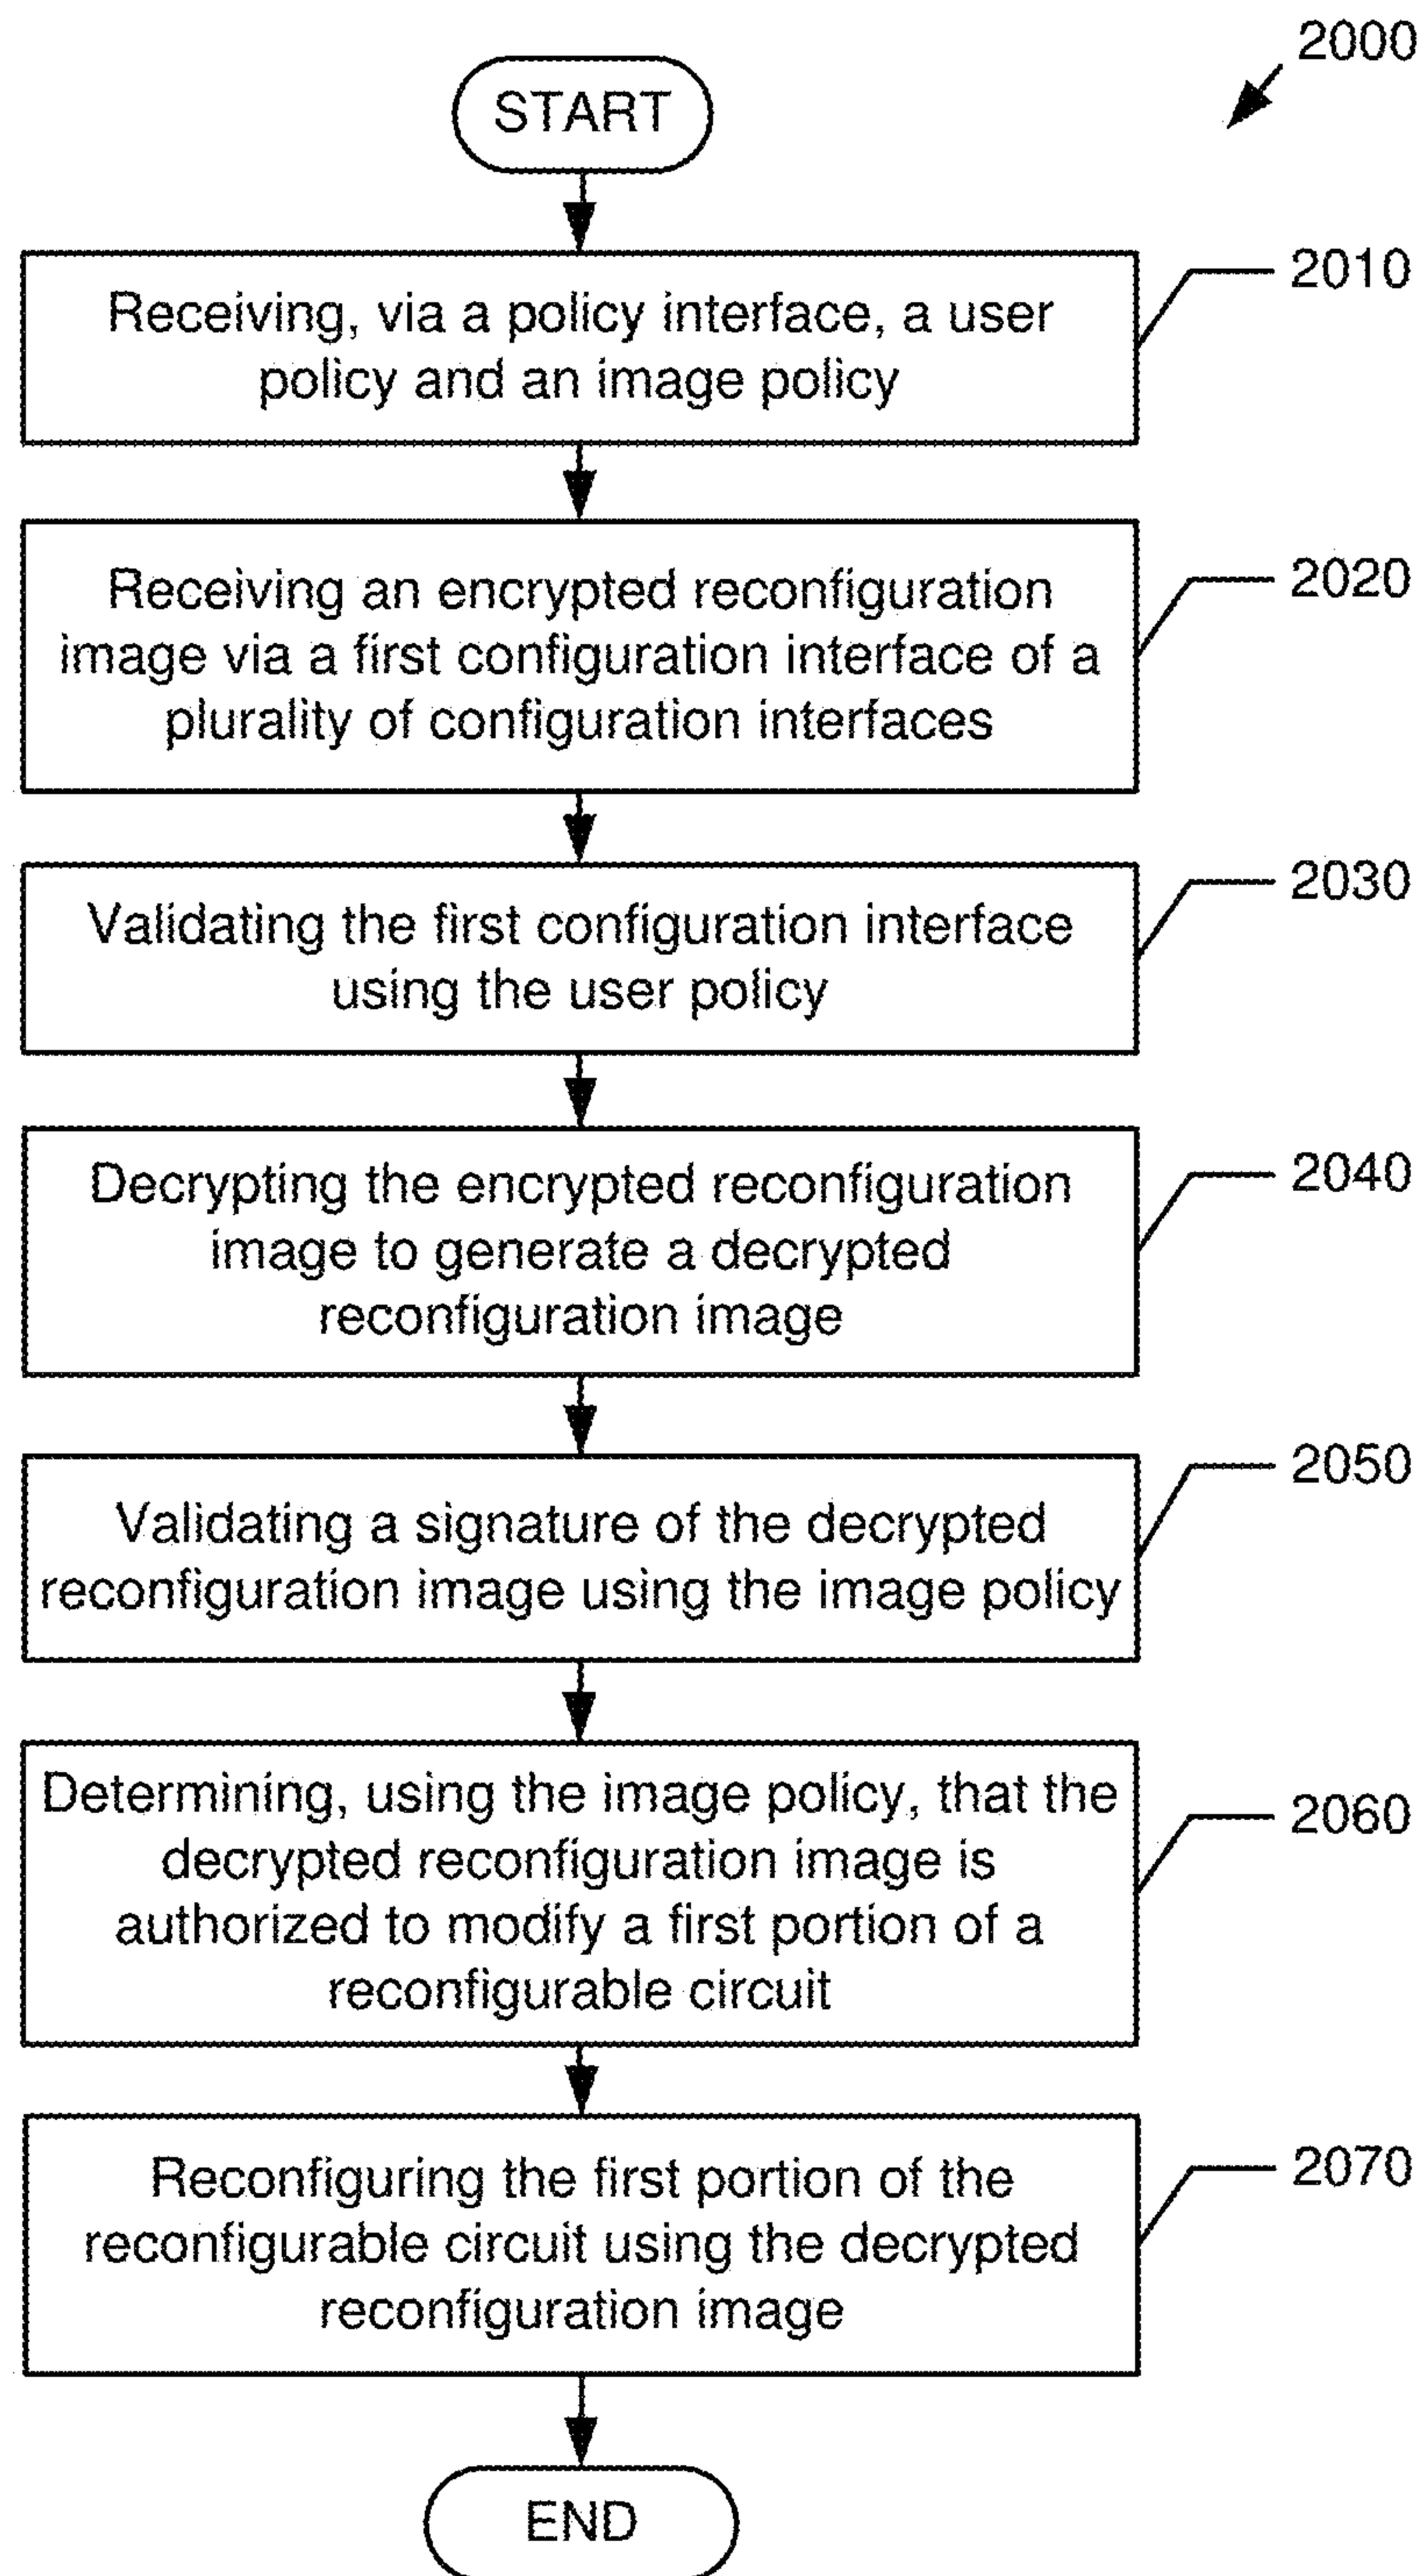 2000
START
Receiving, via a policy interface, a user
policy and an image policy
2010
Receiving an encrypted reconfiguration
image via a first configuration interface of a
plurality of configuration interfaces
2020
Validating the first configuration interface
using the user policy
2030
Decrypting the encrypted reconfiguration
image to generate a decrypted
reconfiguration image
2040
Validating a signature of the decrypted
reconfiguration image using the image policy
2050
Determining, using the image policy, that the
decrypted reconfiguration image is
authorized to modify a first portion of a
reconfigurable circuit
2060
Reconfiguring the first portion of the
reconfigurable circuit using the decrypted
reconfiguration image
2070
END